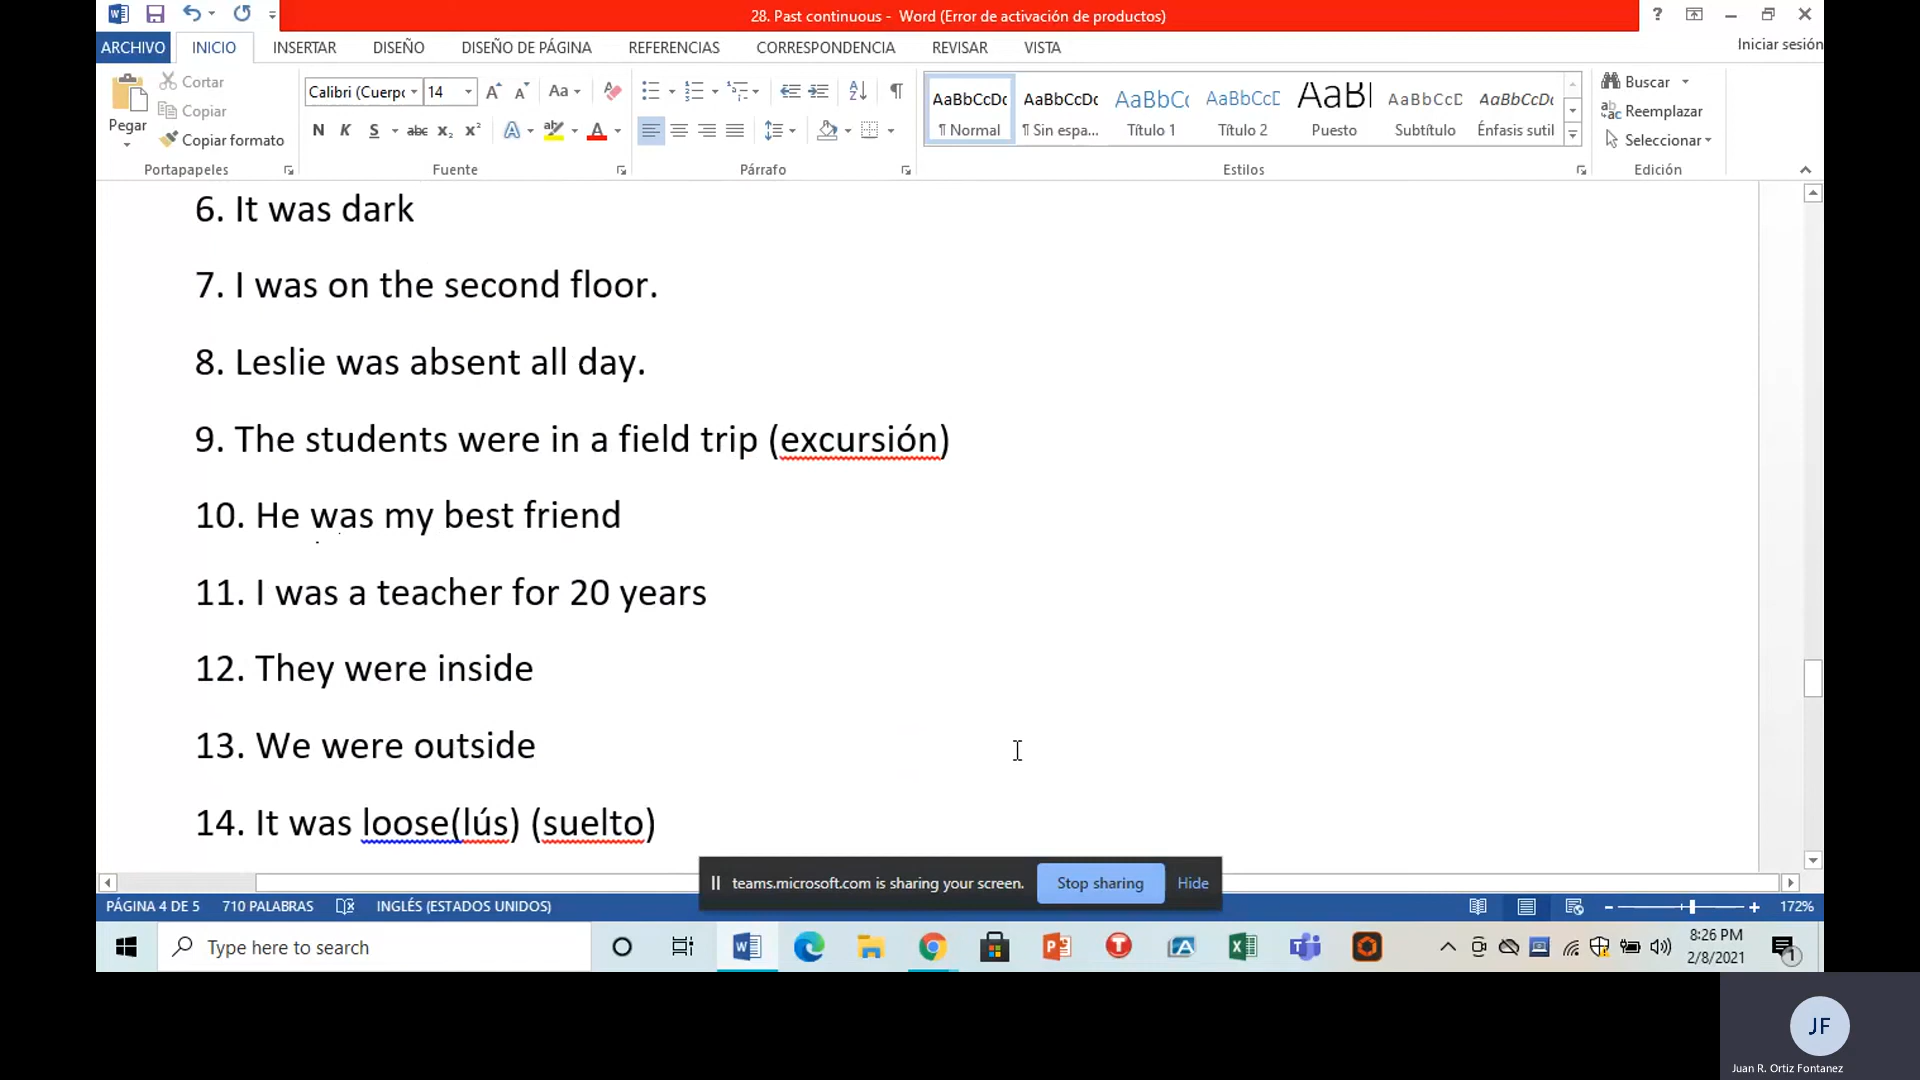 28. Past continuous - Word (Error de activación de productos)
?
ARCHIVO INICIO INSERTAR DISEÑO DISEÑO DE PÁGINA REFERENCIAS CORRESPONDENCIA REVISAR VISTA Iniciar sesión
Pegar
Cortar
Copiar
Copiar formato
Portapapeles
Calibri (Cuerpo 14
Aa
N K S abc x₂ x² A A
Fuente
Párrafo
AaBbCcDc AaBbCcDc AaBbCc AaBbCcD AaBl AaBbCcD AaBbCcDc
¶ Normal ¶ Sin espa... Título 1 Título 2 Puesto Subtítulo Énfasis sutil
Estilos
Buscar
Reemplazar
Seleccionar
Edición
6. It was dark
7. I was on the second floor.
8. Leslie was absent all day.
9. The students were in a field trip (excursión)
10. He was my best friend
11. I was a teacher for 20 years
12. They were inside
13. We were outside
14. It was loose(lús) (suelto)
teams.microsoft.com is sharing your screen. Stop sharing Hide
PÁGINA 4 DE 5 710 PALABRAS INGLÉS (ESTADOS UNIDOS) 172%
Type here to search
8:26 PM
2/8/2021
1
JF
Juan R. Ortiz Fontanez